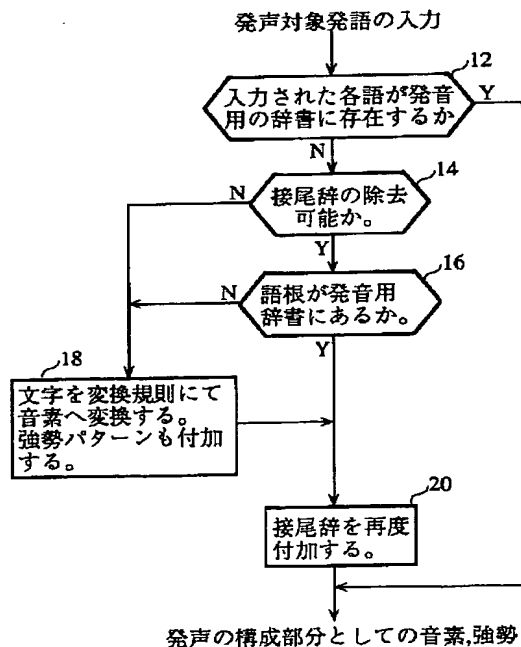 発声対象発語の入力
12
入力された各語が発音
用の辞書に存在するか
Y
N
14
N
接尾辞の除去
可能か。
Y
16
N
語根が発音用
辞書にあるか。
Y
18
文字を変換規則にて
音素へ変換する。
強勢パターンも付加
する。
20
接尾辞を再度
付加する。
発声の構成部分としての音素,強勢